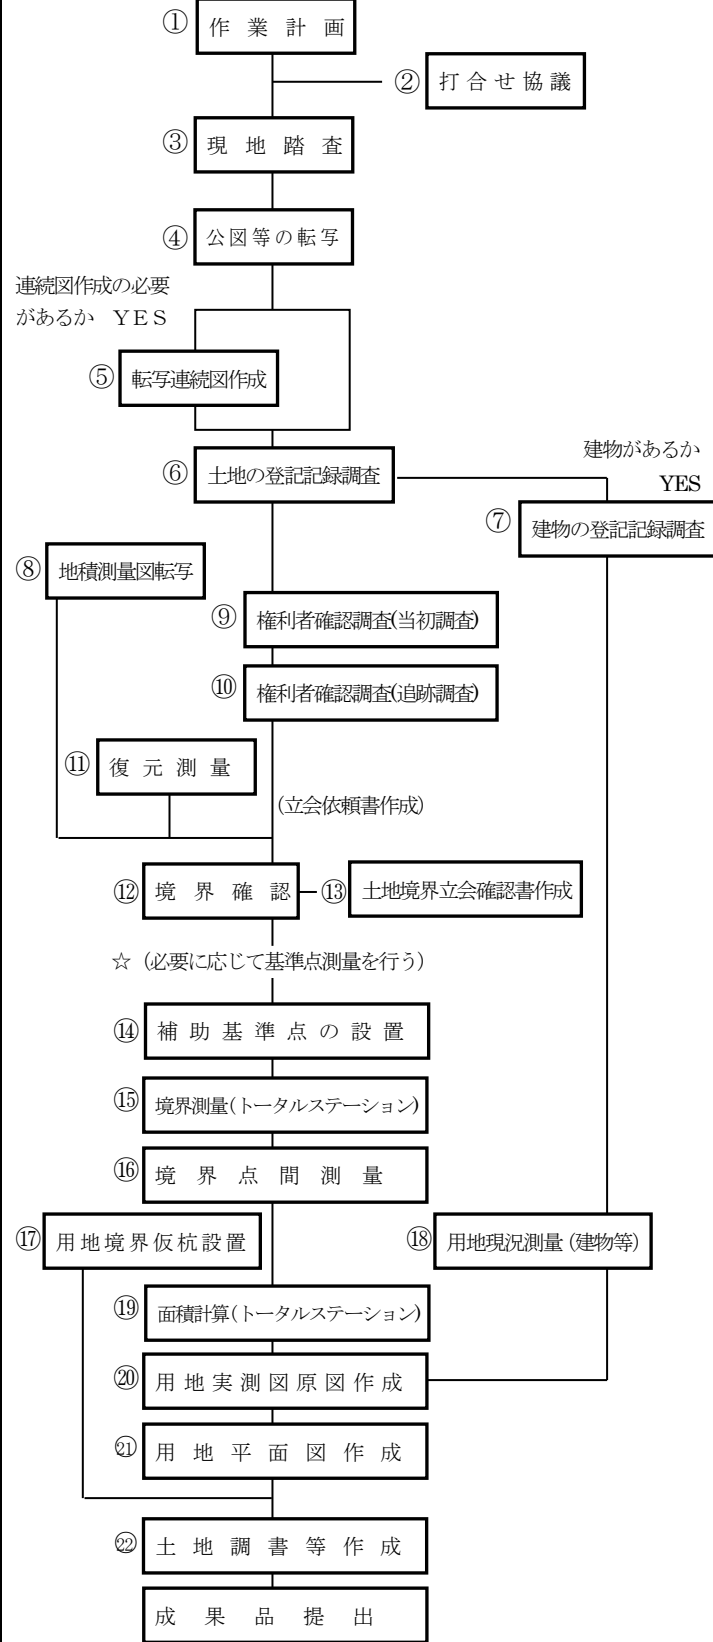 ① 作業計画
② 打合せ協議
③ 現地踏査
④ 公図等の転写
連続図作成の必要
があるか YES
⑤ 転写連続図作成
建物があるか
YES
⑥ 土地の登記記録調査
⑦ 建物の登記記録調査
⑧ 地積測量図転写
⑨ 権利者確認調査(当初調査)
⑩ 権利者確認調査(追跡調査)
⑪ 復元測量
(立会依頼書作成)
⑫ 境界確認
⑬ 土地境界立会確認書作成
☆(必要に応じて基準点測量を行う)
⑭ 補助基準点の設置
⑮ 境界測量(トータルステーション)
⑯ 境界点間測量
⑰ 用地境界仮杭設置
⑱ 用地現況測量(建物等)
⑲ 面積計算(トータルステーション)
⑳ 用地実測図原図作成
㉑ 用地平面図作成
㉒ 土地調書等作成
成果品提出